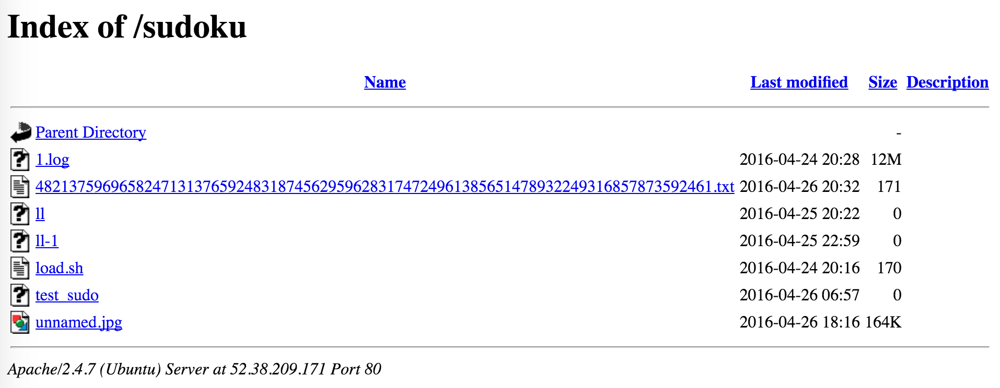 Index of /sudoku
Name Last modified Size Description
Parent Directory -
1.log 2016-04-24 20:28 12M
482137596965824713137659248318745629596283174724961385651478932249316857873592461.txt 2016-04-26 20:32 171
ll 2016-04-25 20:22 0
ll-1 2016-04-25 22:59 0
load.sh 2016-04-24 20:16 170
test_sudo 2016-04-26 06:57 0
unnamed.jpg 2016-04-26 18:16 164K
Apache/2.4.7 (Ubuntu) Server at 52.38.209.171 Port 80